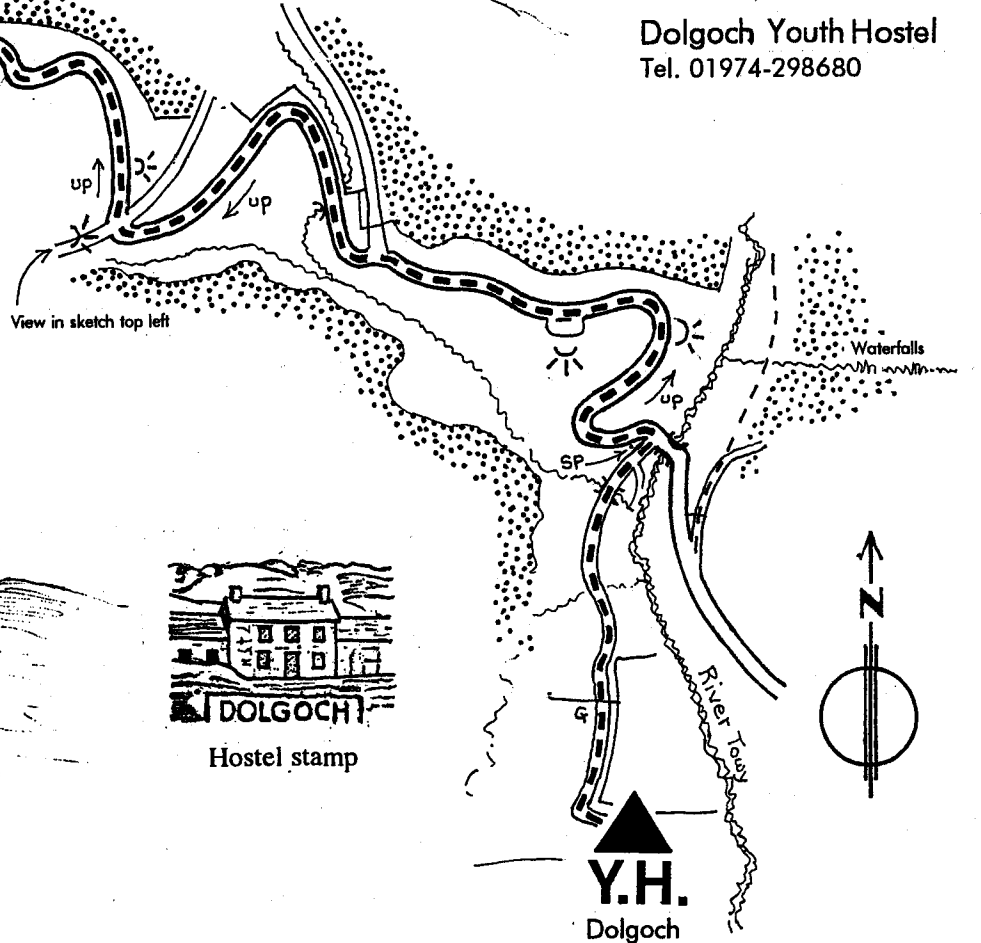 Dolgoch Youth Hostel
Tel. 01974-298680
up
up
View in sketch top left
Waterfalls
up
SP
N
River Towy
G
DOLGOCH
Hostel stamp
Y.H.
Dolgoch